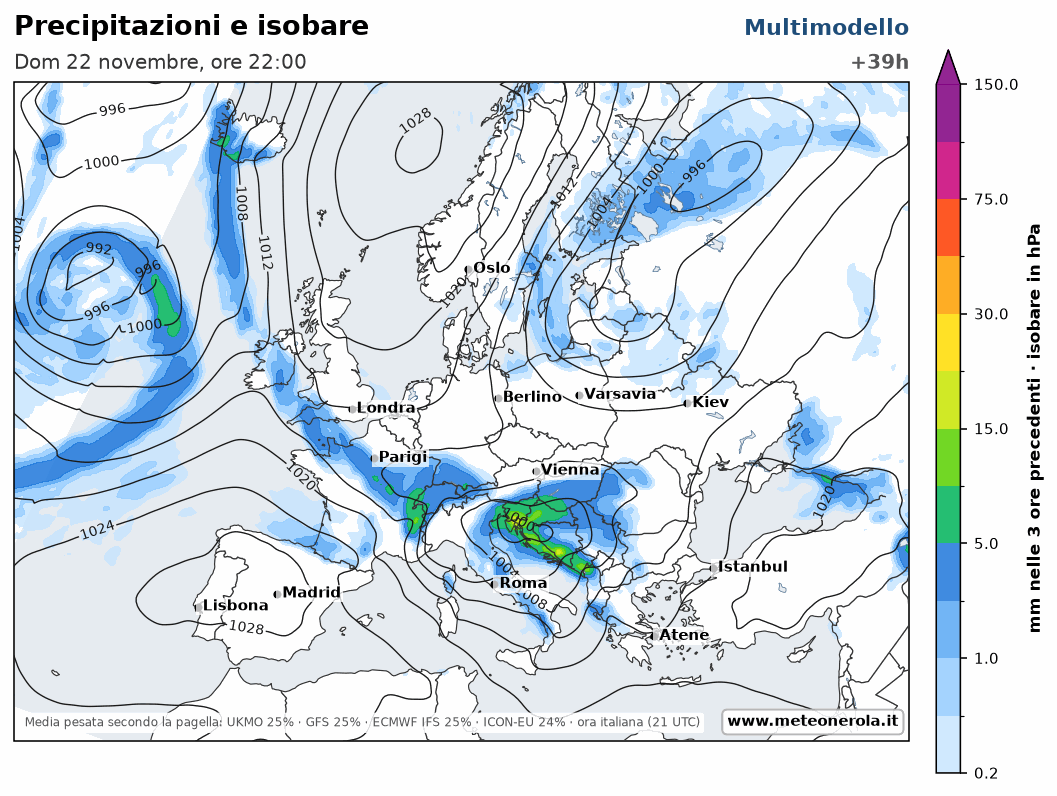 Precipitazioni e isobare
Multimodello
Dom 22 novembre, ore 22:00
+39h
150.0
75.0
30.0
15.0
5.0
1.0
0.2
mm nelle 3 ore precedenti · isobare in hPa
996
1028
1000
996
1000
1012
1008
1004
1004
1012
992
996
996
1000
1020
Oslo
Londra
Berlino
Varsavia
Kiev
Parigi
Vienna
1020
1020
1024
1000
1004
1008
Istanbul
Roma
Madrid
Lisbona
1028
Atene
Media pesata secondo la pagella: UKMO 25% · GFS 25% · ECMWF IFS 25% · ICON-EU 24% · ora italiana (21 UTC)
www.meteonerola.it